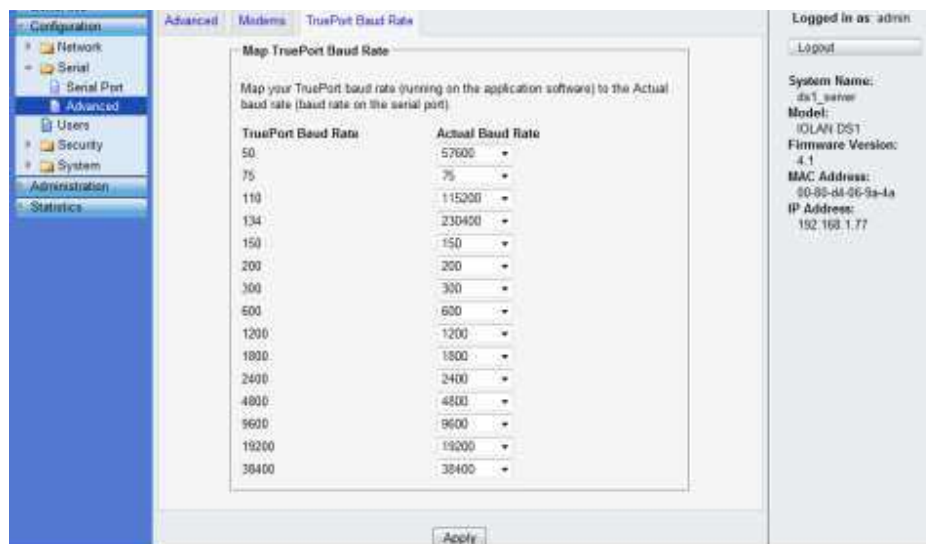 Configuration
Network
Serial
Serial Port
Advanced
Users
Security
System
Administration
Statistics
Advanced Modems TruePort Baud Rate
Map TruePort Baud Rate
Map your TruePort baud rate (running on the application software) to the Actual
baud rate (baud rate on the serial port).
TruePort Baud Rate Actual Baud Rate
50 57600
75 75
110 115200
134 230400
150 150
200 200
300 300
600 600
1200 1200
1800 1800
2400 2400
4800 4800
9600 9600
19200 19200
38400 38400
Apply
Logged in as: admin
Logout
System Name:
ds1_server
Model:
IOLAN DS1
Firmware Version:
4.1
MAC Address:
00-80-d4-06-9a-4a
IP Address:
192.168.1.77